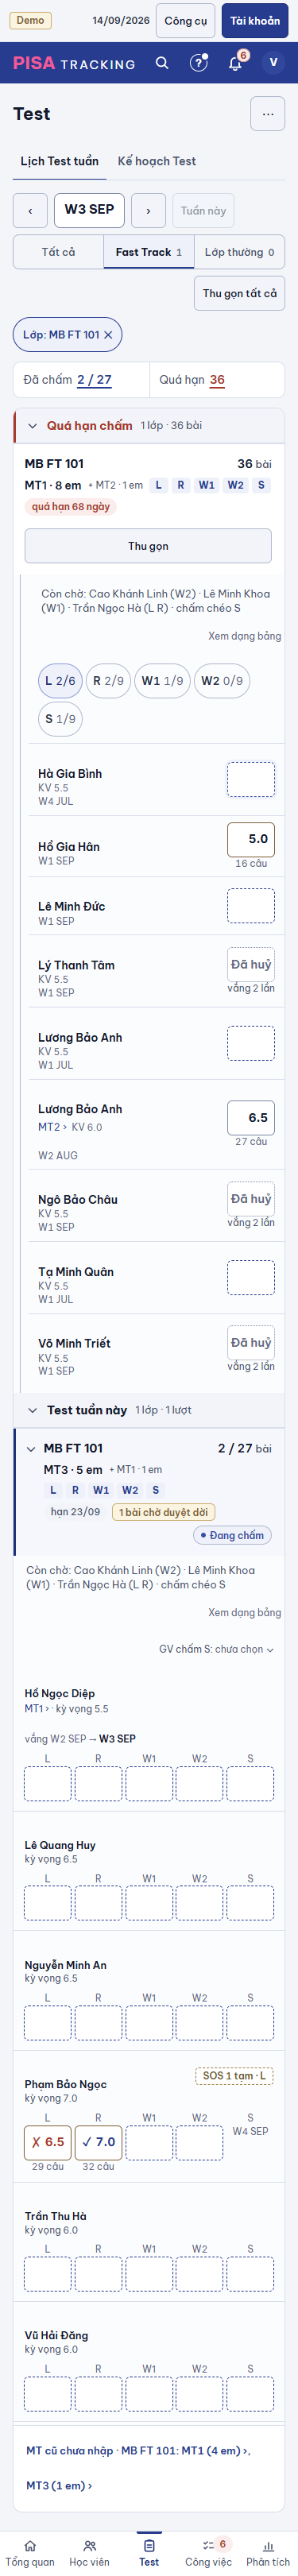 Demo
14/09/2026
Công cụ
Tài khoản
PISA TRACKING
?
6
V
Test
...
Lịch Test tuần
Kế hoạch Test
‹
W3 SEP
›
Tuần này
Tất cả
Fast Track 1
Lớp thường 0
Thu gọn tất cả
Lớp: MB FT 101 ×
Đã chấm 2 / 27
Quá hạn 36
Quá hạn chấm 1 lớp · 36 bài
MB FT 101
36 bài
MT1 · 8 em + MT2 · 1 em L R W1 W2 S
quá hạn 68 ngày
Thu gọn
Còn chờ: Cao Khánh Linh (W2) · Lê Minh Khoa
(W1) · Trần Ngọc Hà (L R) · chấm chéo S
Xem dạng bảng
L 2/6
R 2/9
W1 1/9
W2 0/9
S 1/9
Hà Gia Bình
KV 5.5
W4 JUL
Hồ Gia Hân
W1 SEP
5.0
16 câu
Lê Minh Đức
W1 SEP
Lý Thanh Tâm
KV 5.5
W1 SEP
Đã huỷ
vắng 2 lần
Lương Bảo Anh
KV 5.5
W1 JUL
Lương Bảo Anh
MT2 › KV 6.0
W2 AUG
6.5
27 câu
Ngô Bảo Châu
KV 5.5
W1 SEP
Đã huỷ
vắng 2 lần
Tạ Minh Quân
KV 5.5
W1 JUL
Võ Minh Triết
KV 5.5
W1 SEP
Đã huỷ
vắng 2 lần
Test tuần này 1 lớp · 1 lượt
MB FT 101
2 / 27 bài
MT3 · 5 em + MT1 · 1 em
L R W1 W2 S
hạn 23/09
1 bài chờ duyệt dời
• Đang chấm
Còn chờ: Cao Khánh Linh (W2) · Lê Minh Khoa
(W1) · Trần Ngọc Hà (L R) · chấm chéo S
Xem dạng bảng
GV chấm S: chưa chọn
Hồ Ngọc Diệp
MT1 › · kỳ vọng 5.5
vắng W2 SEP → W3 SEP
L R W1 W2 S
Lê Quang Huy
kỳ vọng 6.5
L R W1 W2 S
Nguyễn Minh An
kỳ vọng 6.5
L R W1 W2 S
Phạm Bảo Ngọc
kỳ vọng 7.0
SOS 1 tạm · L
L R W1 W2 S
✗ 6.5
✓ 7.0
W4 SEP
29 câu
32 câu
Trần Thu Hà
kỳ vọng 6.0
L R W1 W2 S
Vũ Hải Đăng
kỳ vọng 6.0
L R W1 W2 S
MT cũ chưa nhập · MB FT 101: MT1 (4 em) ›,
MT3 (1 em) ›
6
Tổng quan
Học viên
Test
Công việc
Phân tích